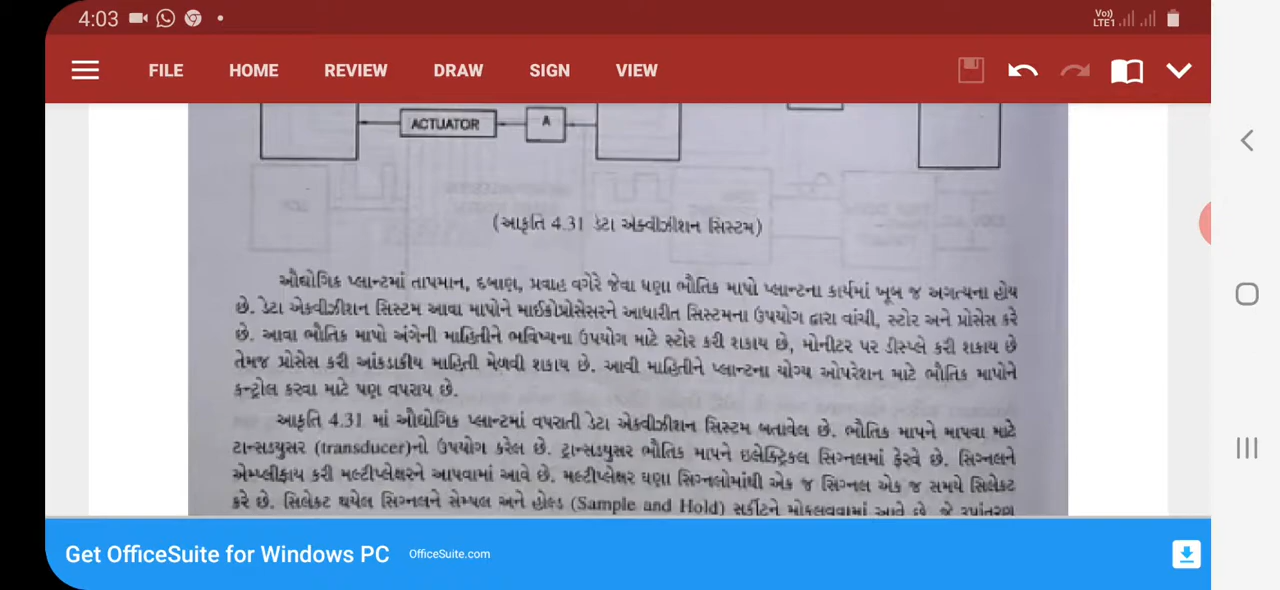 4:03 Vo)) LTE1
FILE HOME REVIEW DRAW SIGN VIEW
ACTUATOR A
(આકૃતિ 4.31 ડેટા એક્વીઝીશન સિસ્ટમ)
ઔદ્યોગિક પ્લાન્ટમાં તાપમાન, દબાણ, પ્રવાહ વગેરે જેવા ઘણા ભૌતિક માપો પ્લાન્ટના કાર્યમાં ખૂબ જ અગત્યના હોય
છે. ડેટા એક્વીઝીશન સિસ્ટમ આવા માપોને માઈક્રોપ્રોસેસરને આધારીત સિસ્ટમના ઉપયોગ દ્વારા વાંચી, સ્ટોર અને પ્રોસેસ કરે
છે. આવા ભૌતિક માપો અંગેની માહિતીને ભવિષ્યના ઉપયોગ માટે સ્ટોર કરી શકાય છે, મોનીટર પર ડીસ્પ્લે કરી શકાય છે
તેમજ પ્રોસેસ કરી આંકડાકીય માહિતી મેળવી શકાય છે. આવી માહિતીને પ્લાન્ટના યોગ્ય ઓપરેશન માટે ભૌતિક માપોને
કન્ટ્રોલ કરવા માટે પણ વપરાય છે.
આકૃતિ 4.31 માં ઔદ્યોગિક પ્લાન્ટમાં વપરાતી ડેટા એક્વીઝીશન સિસ્ટમ બતાવેલ છે. ભૌતિક માપને માપવા માટે
ટાન્સડયુસર (transducer)નો ઉપયોગ કરેલ છે. ટ્રાન્સડયુસર ભૌતિક માપને ઇલેક્ટ્રિકલ સિગ્નલમાં ફેરવે છે. સિગ્નલને
એમ્પ્લીફાય કરી મલ્ટીપ્લેક્ષરને આપવામાં આવે છે. મલ્ટીપ્લેક્ષર ઘણા સિગ્નલોમાંથી એક જ સિગ્નલ એક જ સમયે સિલેક્ટ
કરે છે. સિલેક્ટ થયેલ સિગ્નલને સેમ્પલ અને હોલ્ડ (Sample and Hold) સર્કીટને મોકલવવામાં આવે છે. જે રૂપાંતરણ
Get OfficeSuite for Windows PC OfficeSuite.com